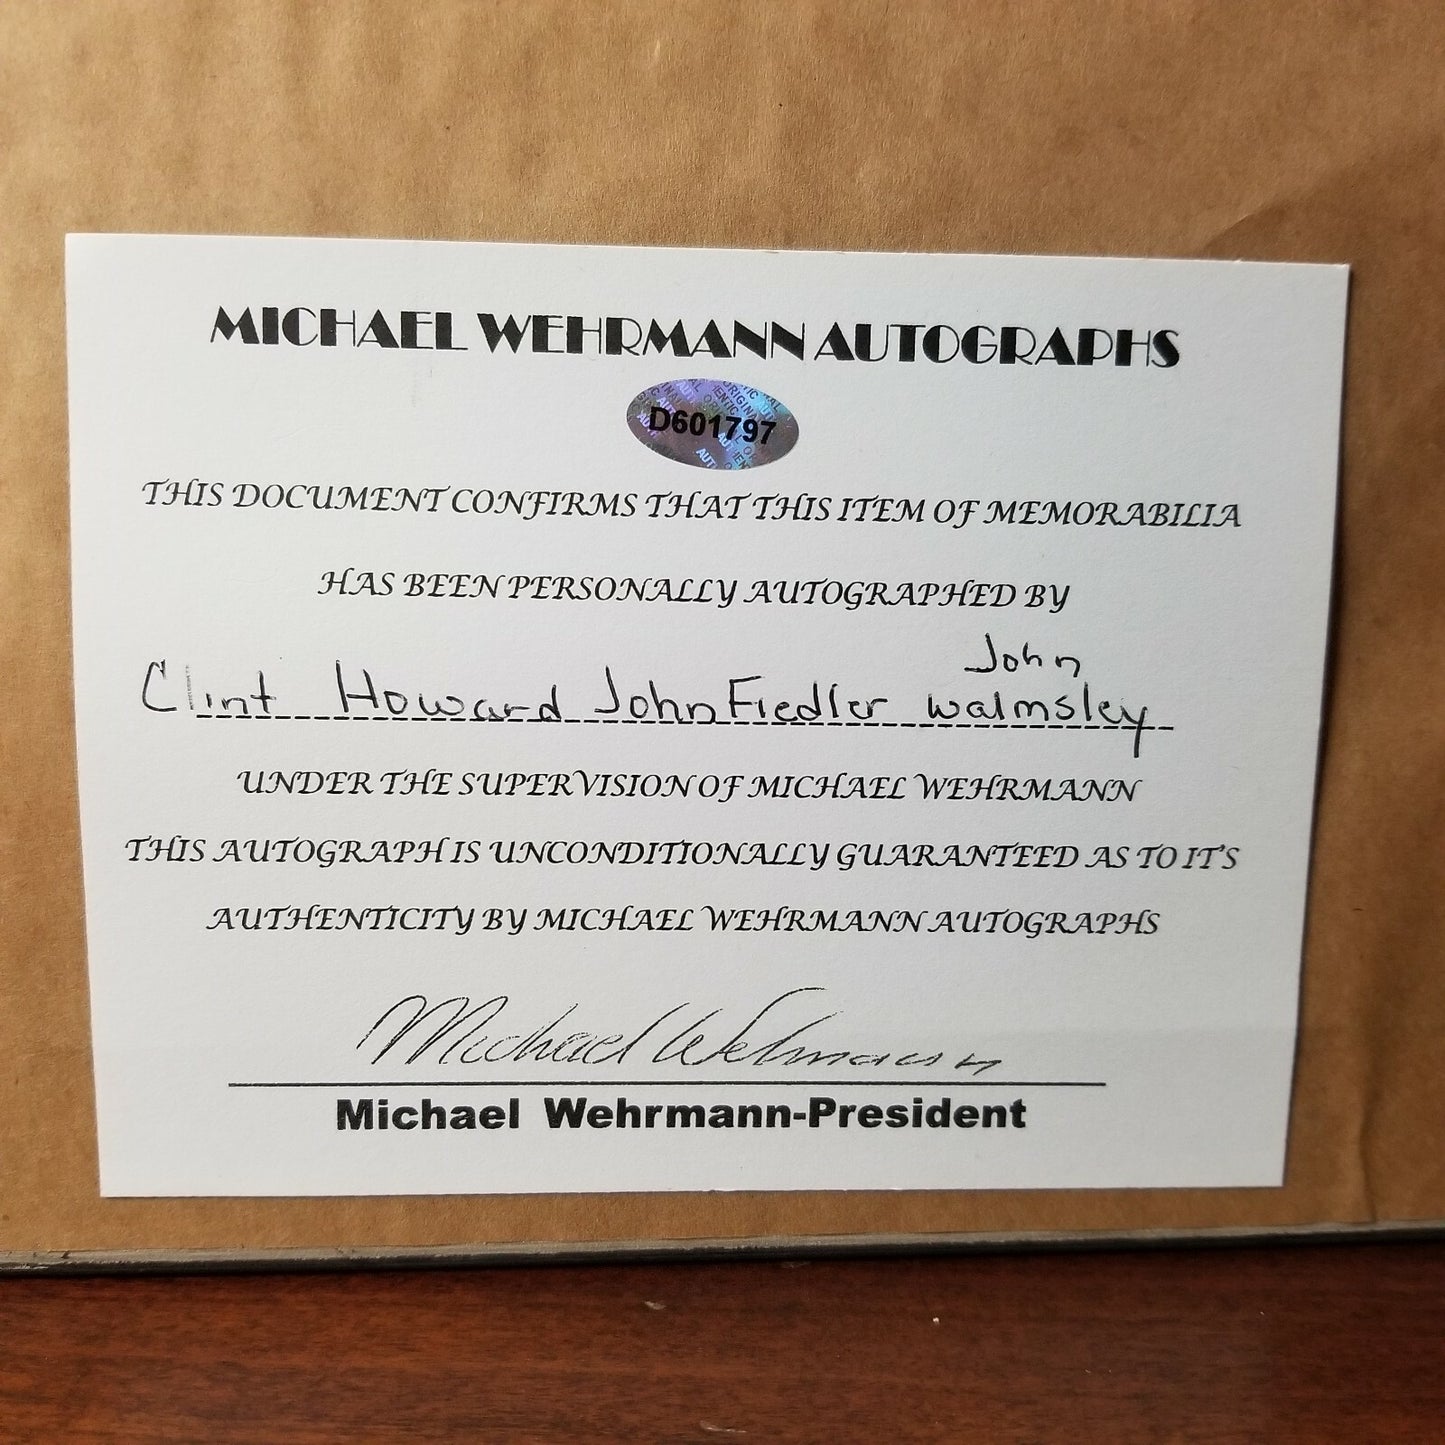 MICHAEL WEHRMANN AUTOGRAPHS
D601797
THIS DOCUMENT CONFIRMS THAT THIS ITEM OF MEMORABILIA
HAS BEEN PERSONALLY AUTOGRAPHED BY
John
Clint Howard John Fiedler Walmsley
UNDER THE SUPERVISION OF MICHAEL WEHRMANN
THIS AUTOGRAPH IS UNCONDITIONALLY GUARANTEED AS TO IT'S
AUTHENTICITY BY MICHAEL WEHRMANN AUTOGRAPHS
Michael Wehrmann
Michael Wehrmann-President